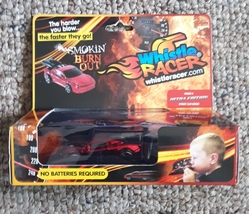 The harder
you blow..
the faster they go!
SMOKIN'
BURN
OUT
Whistle
RACER
whistleracer.com
NO BATTERIES REQUIRED